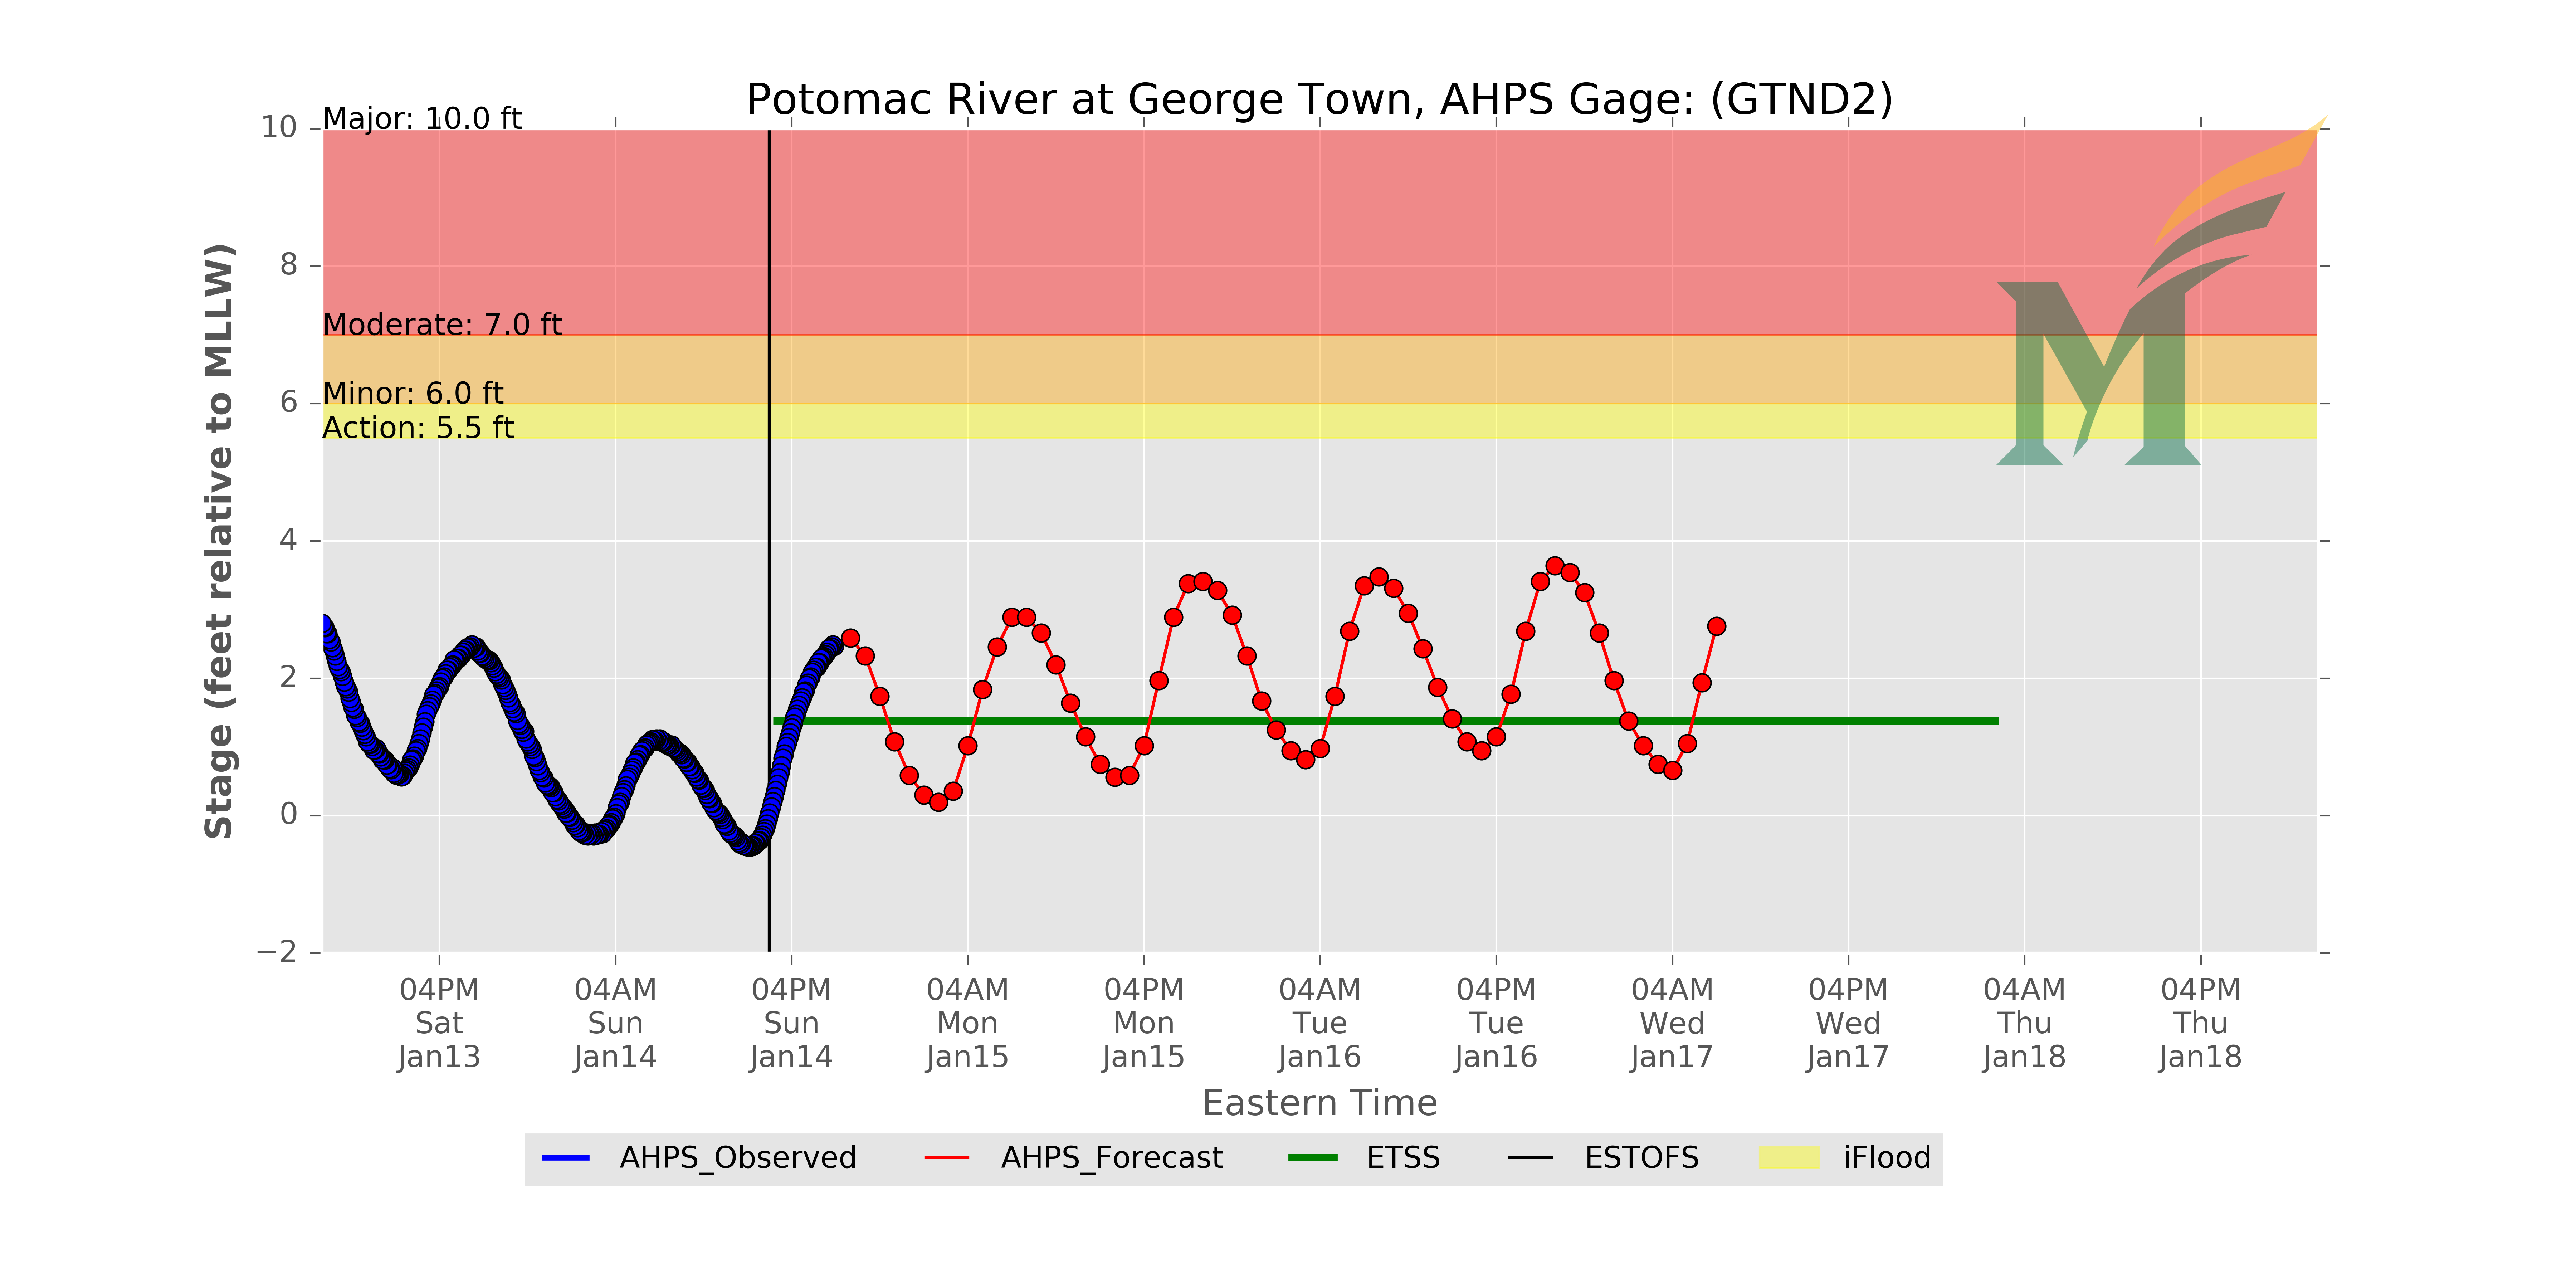 Potomac River at George Town, AHPS Gage: (GTND2)
Major: 10.0 ft
Moderate: 7.0 ft
Minor: 6.0 ft
Action: 5.5 ft
Stage (feet relative to MLLW)
10
8
6
4
2
0
−2
04PM Sat Jan13
04AM Sun Jan14
04PM Sun Jan14
04AM Mon Jan15
04PM Mon Jan15
04AM Tue Jan16
04PM Tue Jan16
04AM Wed Jan17
04PM Wed Jan17
04AM Thu Jan18
04PM Thu Jan18
Eastern Time
AHPS_Observed AHPS_Forecast ETSS ESTOFS iFlood
M